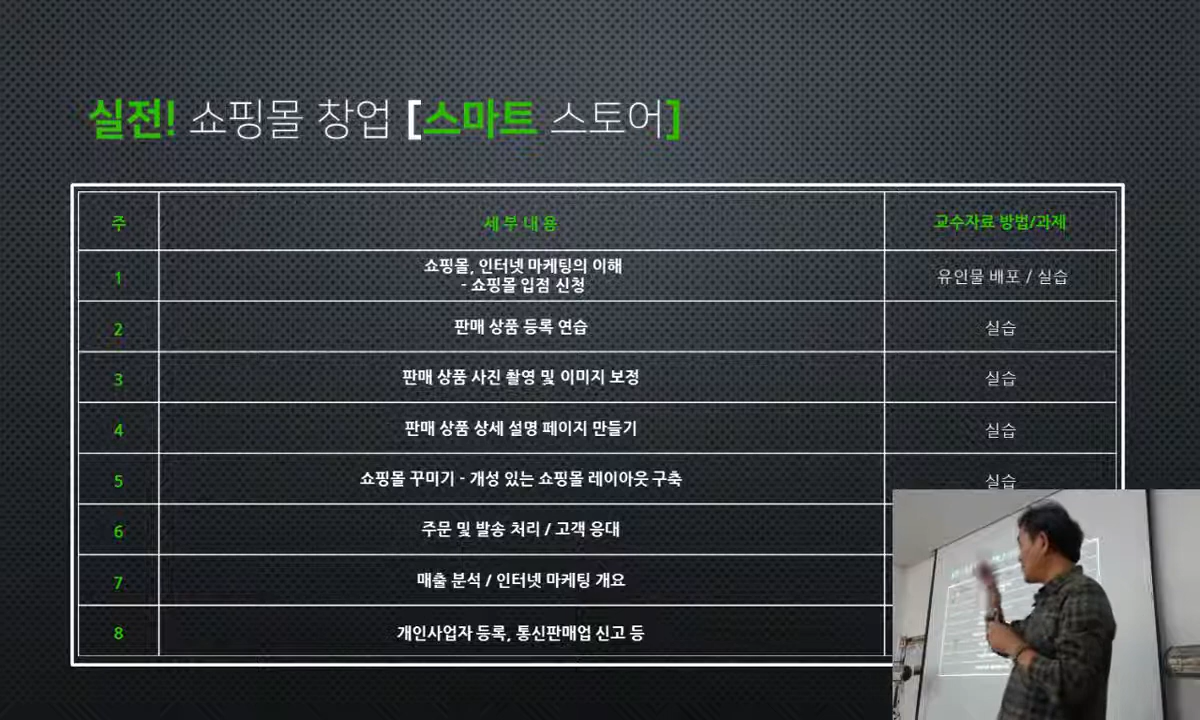 실전! 쇼핑몰 창업 [스마트 스토어]
주 세 부 내 용 교수자료 방법/과제
1 쇼핑몰, 인터넷 마케팅의 이해 유인물 배포 / 실습
- 쇼핑몰 입점 신청
2 판매 상품 등록 연습 실습
3 판매 상품 사진 촬영 및 이미지 보정 실습
4 판매 상품 상세 설명 페이지 만들기 실습
5 쇼핑몰 꾸미기 - 개성 있는 쇼핑몰 레이아웃 구축 실습
6 주문 및 발송 처리 / 고객 응대
7 매출 분석 / 인터넷 마케팅 개요
8 개인사업자 등록, 통신판매업 신고 등